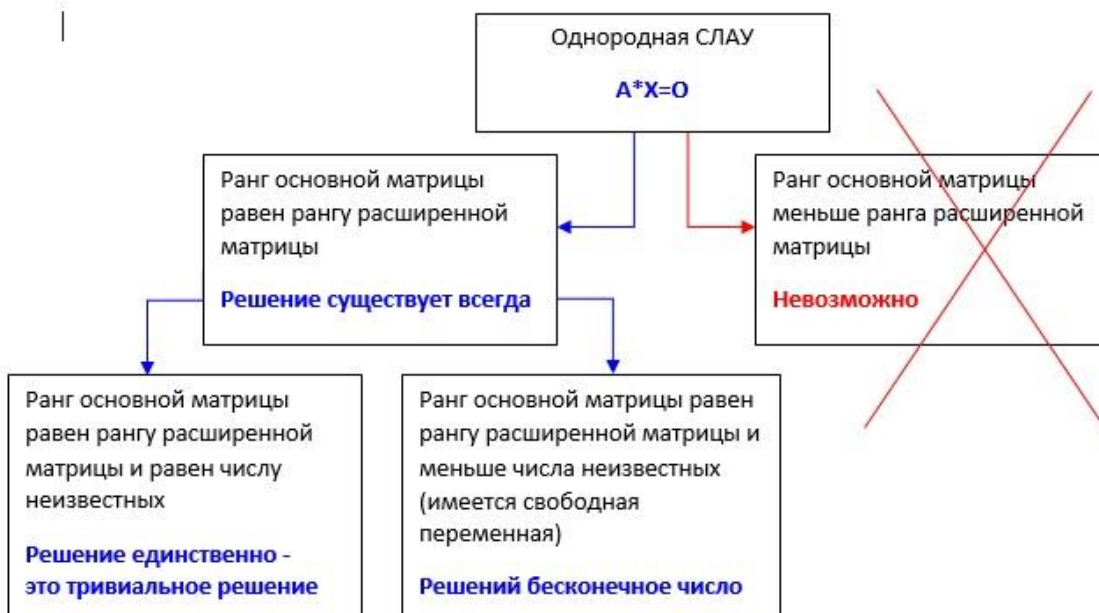 Однородная СЛАУ
A*X=O
Ранг основной матрицы
равен рангу расширенной
матрицы
Решение существует всегда
Ранг основной матрицы
меньше ранга расширенной
матрицы
Невозможно
Ранг основной матрицы
равен рангу расширенной
матрицы и равен числу
неизвестных
Решение единственно -
это тривиальное решение
Ранг основной матрицы равен
рангу расширенной матрицы и
меньше числа неизвестных
(имеется свободная
переменная)
Решений бесконечное число